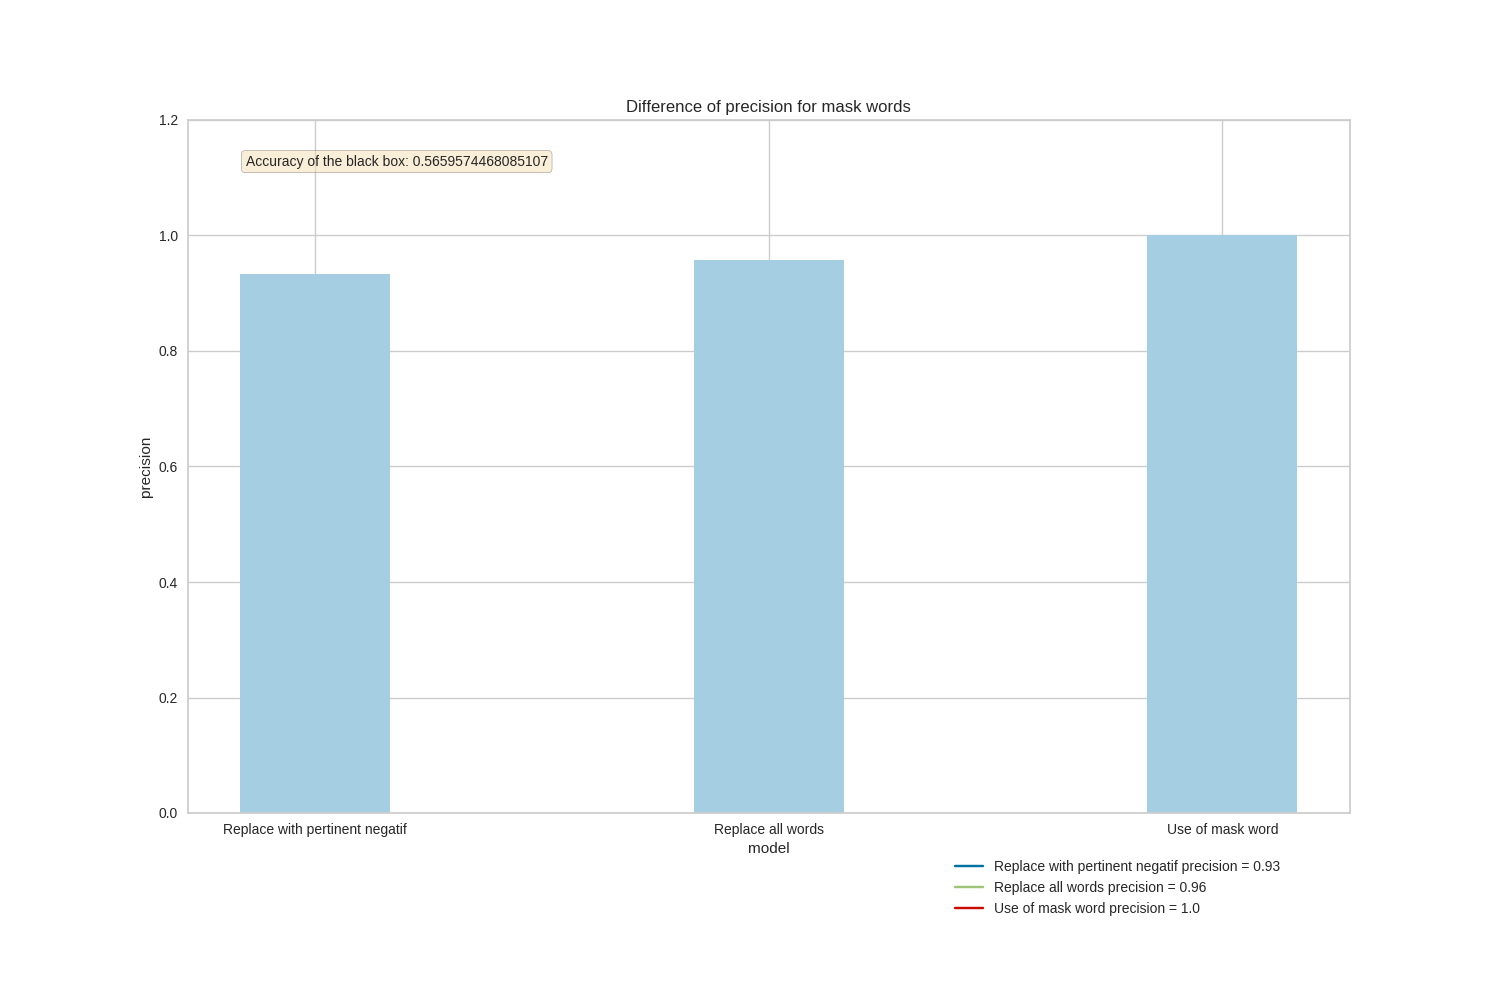 Difference of precision for mask words
1.2
Accuracy of the black box: 0.5659574468085107
1.0
0.8
0.6
precision
0.4
0.2
0.0
Replace with pertinent negatif
Replace all words
Use of mask word
model
Replace with pertinent negatif precision = 0.93
Replace all words precision = 0.96
Use of mask word precision = 1.0